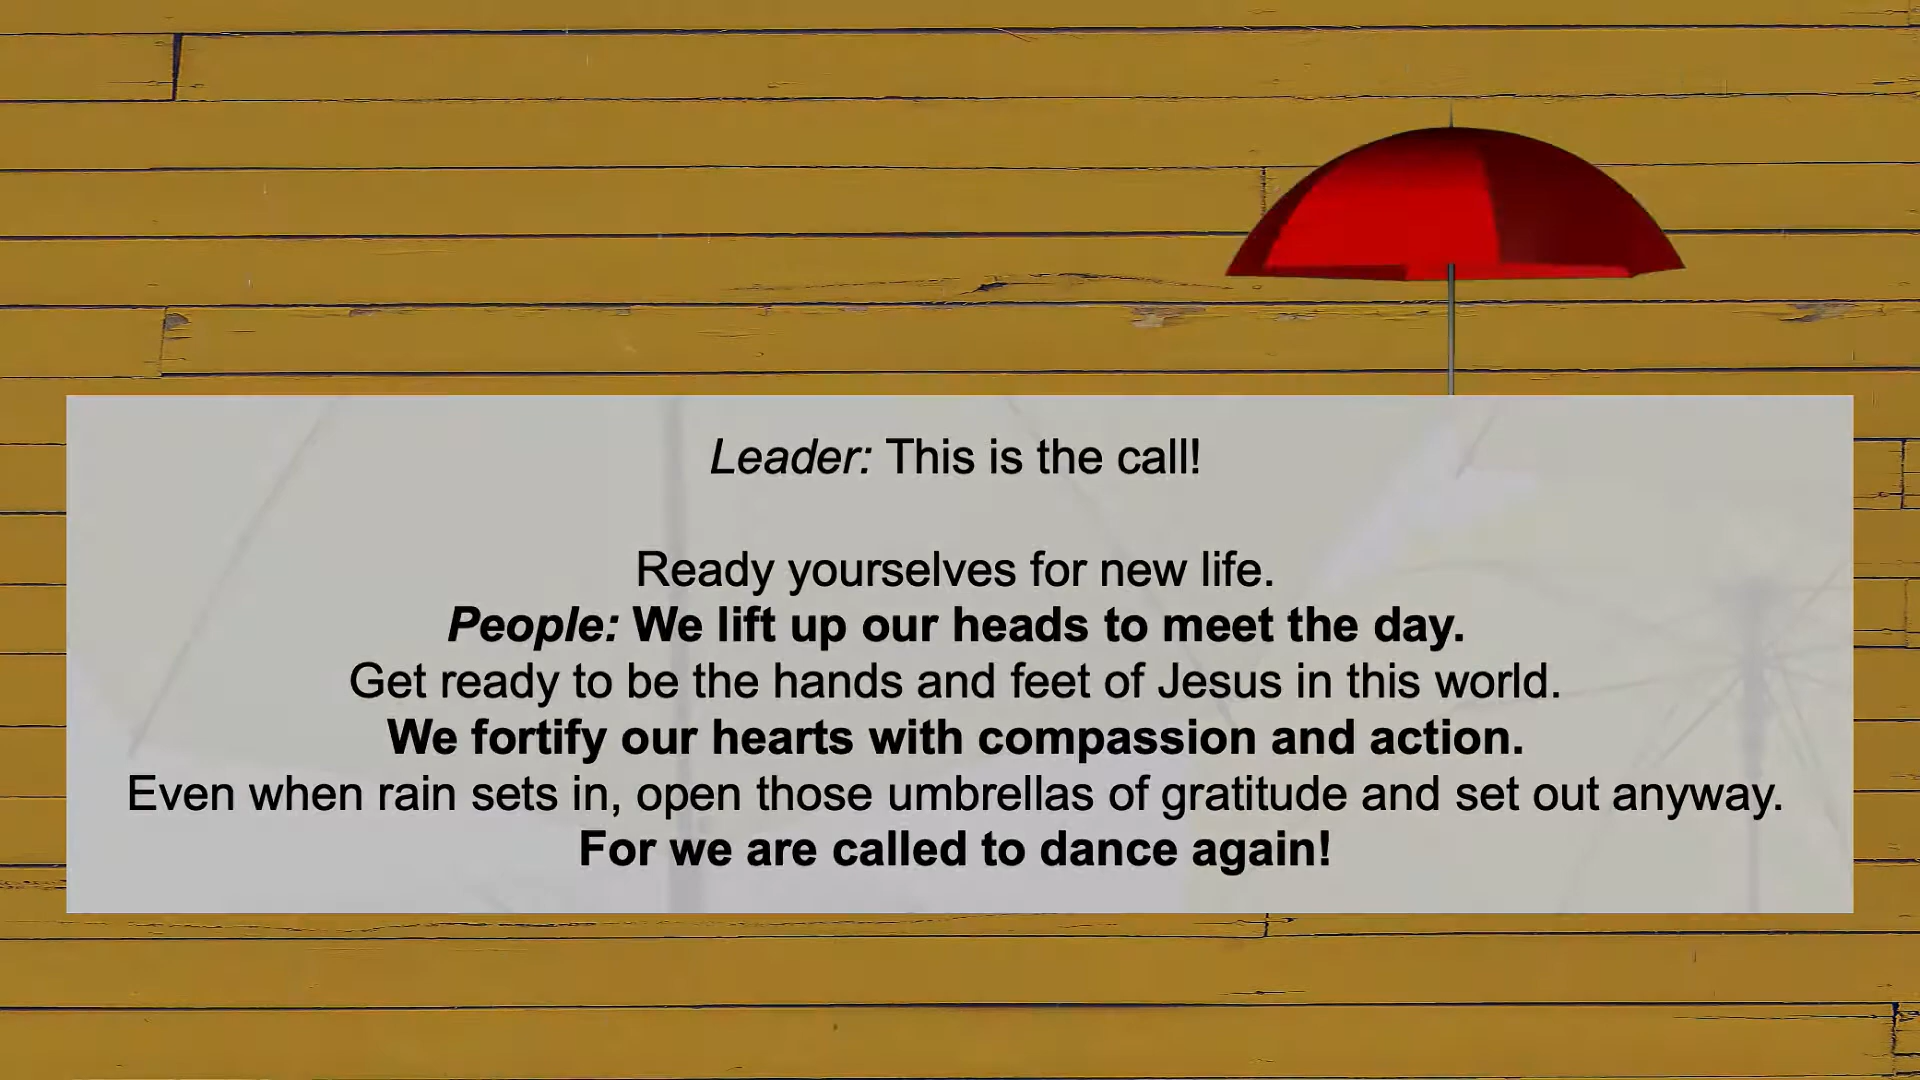 Leader: This is the call!
Ready yourselves for new life.
People: We lift up our heads to meet the day.
Get ready to be the hands and feet of Jesus in this world.
We fortify our hearts with compassion and action.
Even when rain sets in, open those umbrellas of gratitude and set out anyway.
For we are called to dance again!